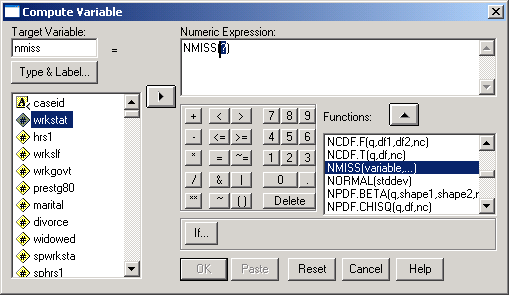 Compute Variable
Target Variable:
nmiss
=
Numeric Expression:
NMISS(?)
Type & Label...
caseid
wrkstat
hrs1
wrkslf
wrkgovt
prestg80
marital
divorce
widowed
spwrksta
sphrs1
+ < > 7 8 9
- <= >= 4 5 6
* = ~= 1 2 3
/ & | 0 .
** ~ ( ) Delete
Functions:
NCDF.F(q,df1,df2,nc)
NCDF.T(q,df,nc)
NMISS(variable,...)
NORMAL(stddev)
NPDF.BETA(q,shape1,shape2,n
NPDF.CHISQ(q,df,nc)
If...
OK Paste Reset Cancel Help